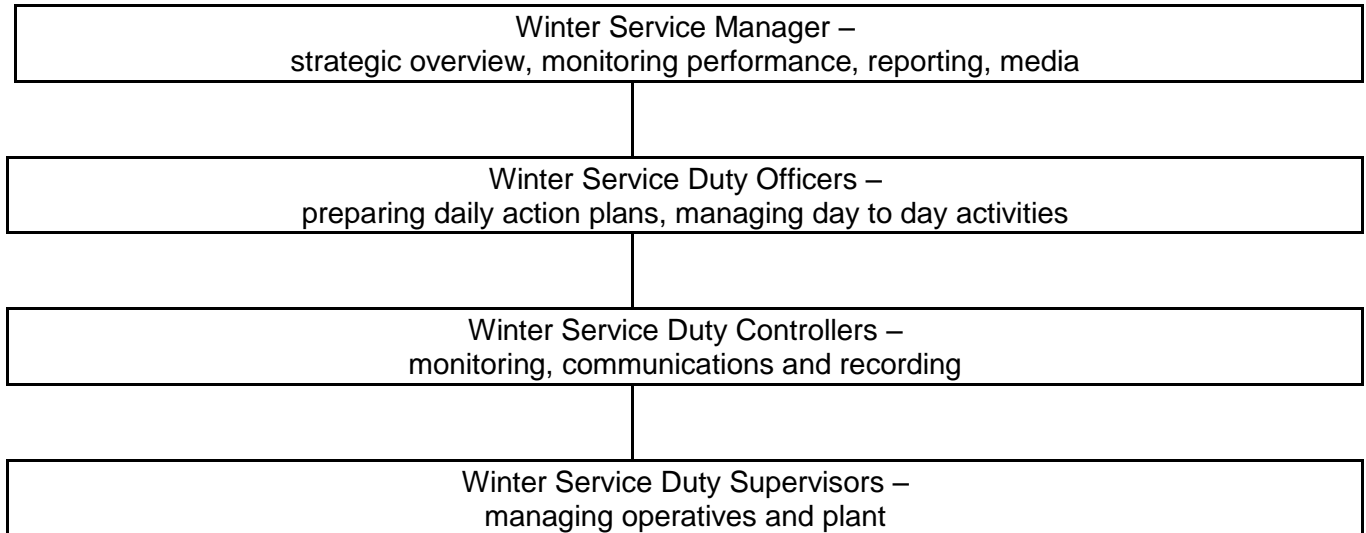 Winter Service Manager –
strategic overview, monitoring performance, reporting, media
Winter Service Duty Officers –
preparing daily action plans, managing day to day activities
Winter Service Duty Controllers –
monitoring, communications and recording
Winter Service Duty Supervisors –
managing operatives and plant